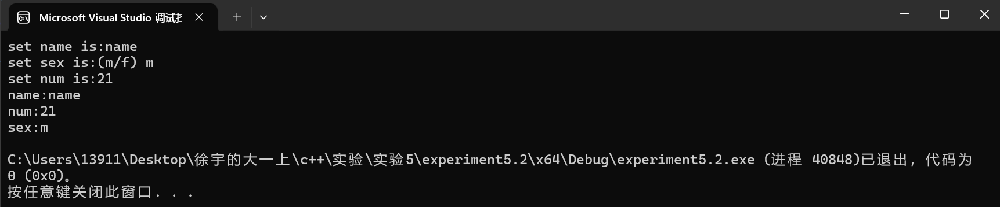 Microsoft Visual Studio 调试
set name is:name
set sex is:(m/f) m
set num is:21
name:name
num:21
sex:m
C:\Users\13911\Desktop\徐宇的大一上\c++\实验\实验5\experiment5.2\x64\Debug\experiment5.2.exe (进程 40848)已退出，代码为
0 (0x0)。
按任意键关闭此窗口. . .